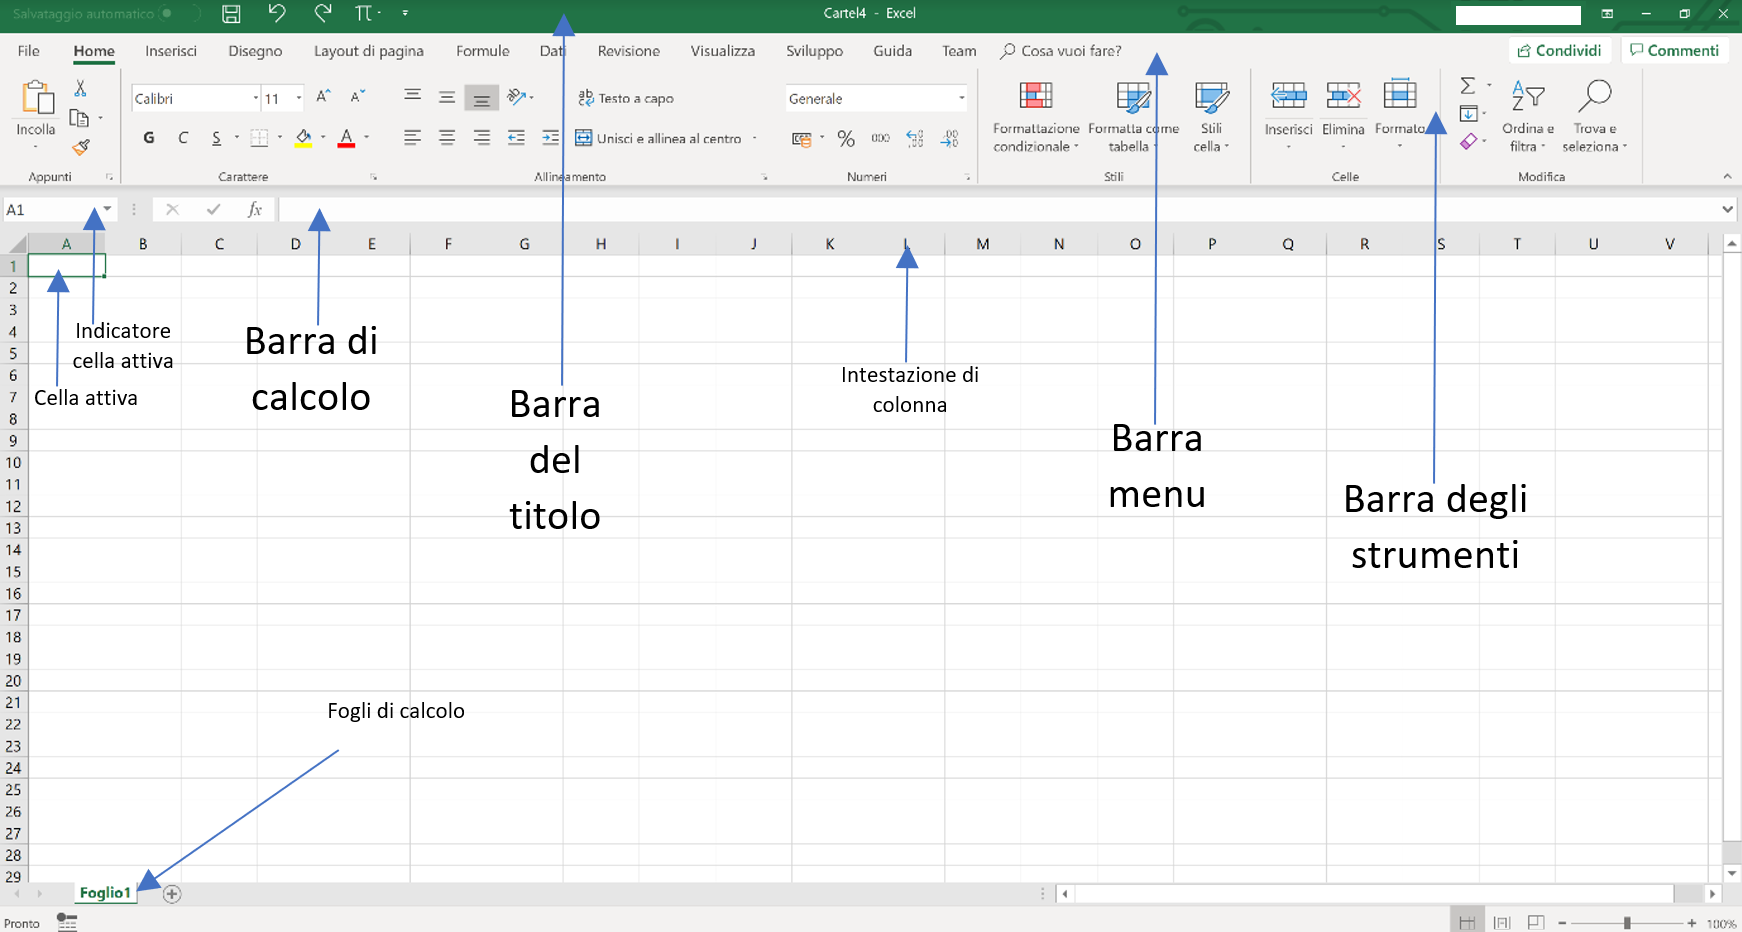 Salvataggio automatico
Cartel4 - Excel
File Home Inserisci Disegno Layout di pagina Formule Dati Revisione Visualizza Sviluppo Guida Team Cosa vuoi fare? Condividi Commenti
Calibri 11 A A ab Testo a capo Generale
Incolla
G C S A Unisci e allinea al centro % 000
Formattazione condizionale
Formatta come tabella
Stili cella
Inserisci Elimina Formato
Ordina e filtra
Trova e seleziona
Appunti Carattere Allineamento Numeri Stili Celle Modifica
A1 fx
A B C D E F G H I J K L M N O P Q R S T U V
1
2
3
4
5
6
7
8
9
10
11
12
13
14
15
16
17
18
19
20
21
22
23
24
25
26
27
28
29
Indicatore
cella attiva
Cella attiva
Barra di
calcolo
Barra
del
titolo
Intestazione di
colonna
Barra
menu
Barra degli
strumenti
Fogli di calcolo
Foglio1
Pronto 100%